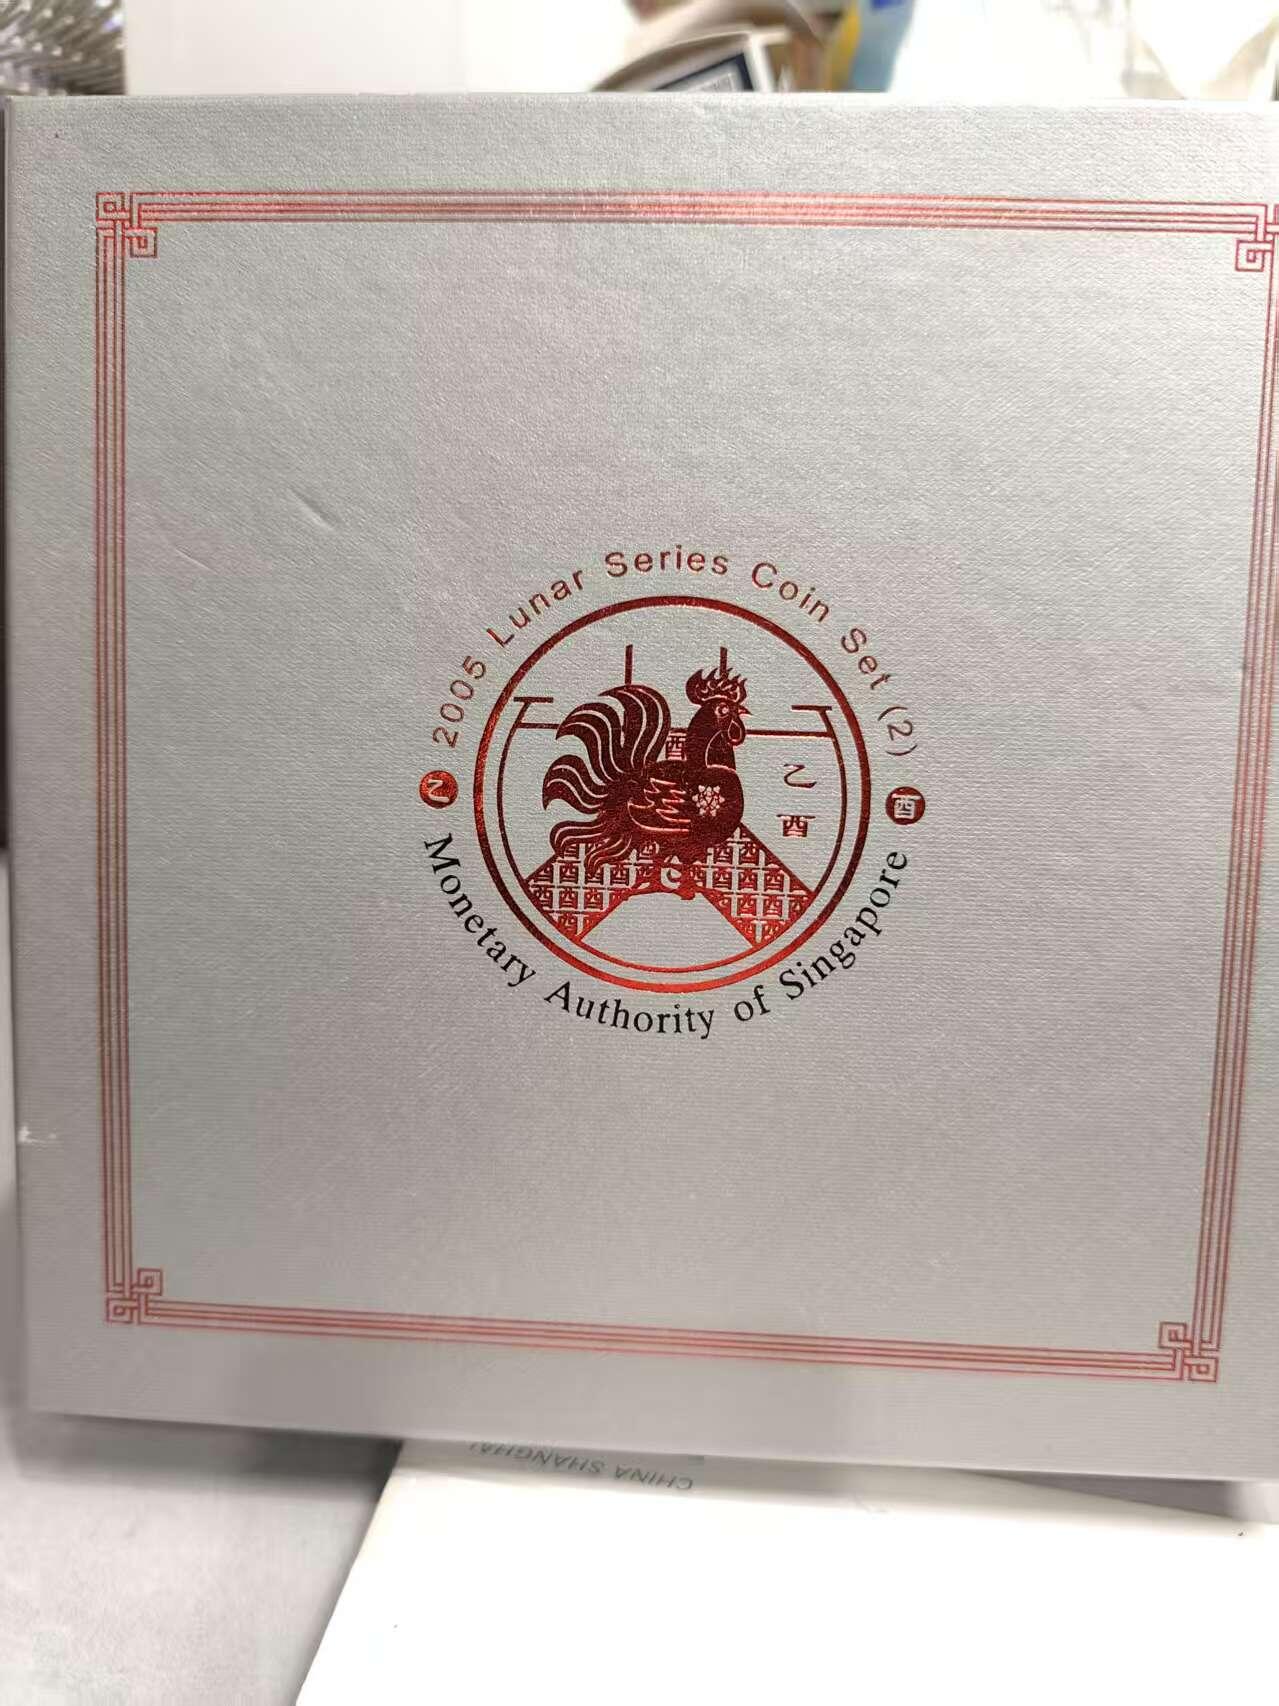 2005 Lunar Series Coin Set (2)
乙
酉
乙
酉
Monetary Authority of Singapore
CHINA SHANGHAI